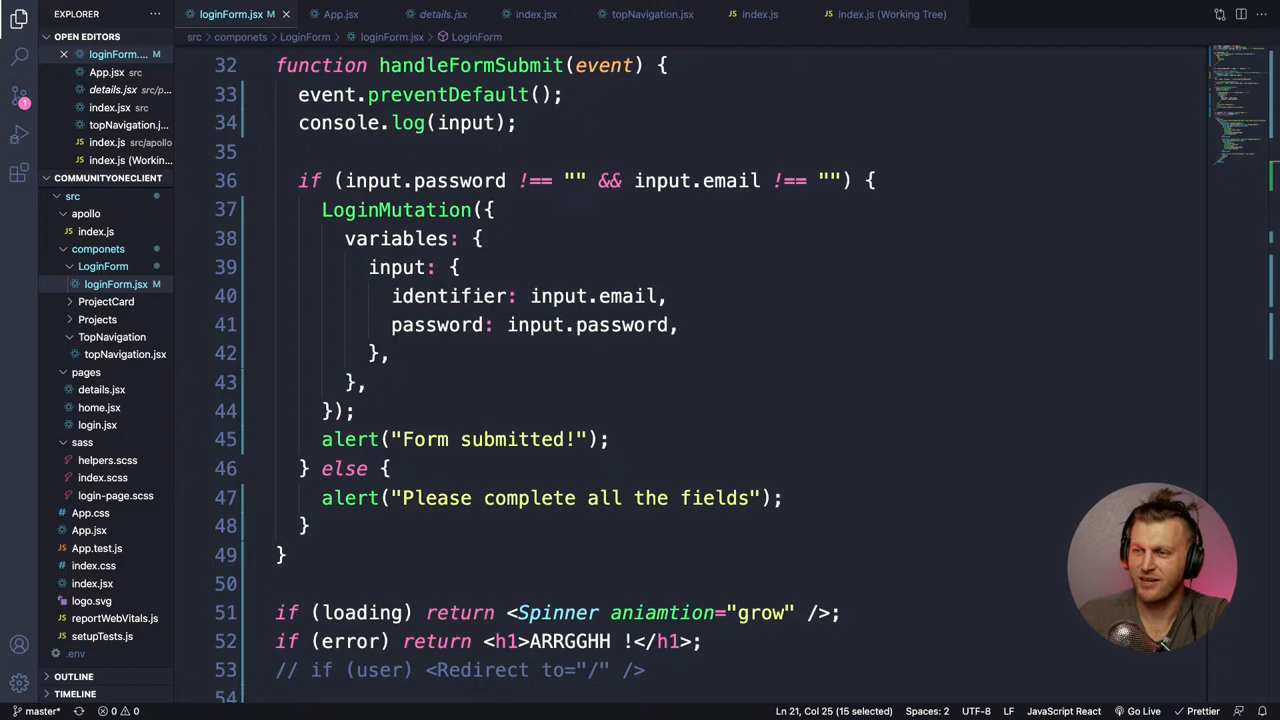 loginForm.jsx M
App.jsx
details.jsx
index.jsx
topNavigation.jsx
index.js
index.js (Working Tree)
EXPLORER
OPEN EDITORS
loginForm.... M
App.jsx src
details.jsx src/p...
index.jsx src
topNavigation.j...
index.js src/apollo
index.js (Workin...
COMMUNITYONECLIENT
src
apollo
index.js
componets
LoginForm
loginForm.jsx M
ProjectCard
Projects
TopNavigation
topNavigation.jsx
pages
details.jsx
home.jsx
login.jsx
sass
helpers.scss
index.scss
login-page.scss
App.css
App.jsx
App.test.js
index.css
index.jsx
logo.svg
reportWebVitals.js
setupTests.js
.env
OUTLINE
TIMELINE
1
src > componets > LoginForm > loginForm.jsx > LoginForm
32 function handleFormSubmit(event) {
33 event.preventDefault();
34 console.log(input);
35
36 if (input.password !== "" && input.email !== "") {
37 LoginMutation({
38 variables: {
39 input: {
40 identifier: input.email,
41 password: input.password,
42 },
43 },
44 });
45 alert("Form submitted!");
46 } else {
47 alert("Please complete all the fields");
48 }
49 }
50
51 if (loading) return <Spinner aniamtion="grow" />;
52 if (error) return <h1>ARRGGHH !</h1>;
53 // if (user) <Redirect to="/" />
54
master* 0 0
Ln 21, Col 25 (15 selected) Spaces: 2 UTF-8 LF JavaScript React Go Live Prettier